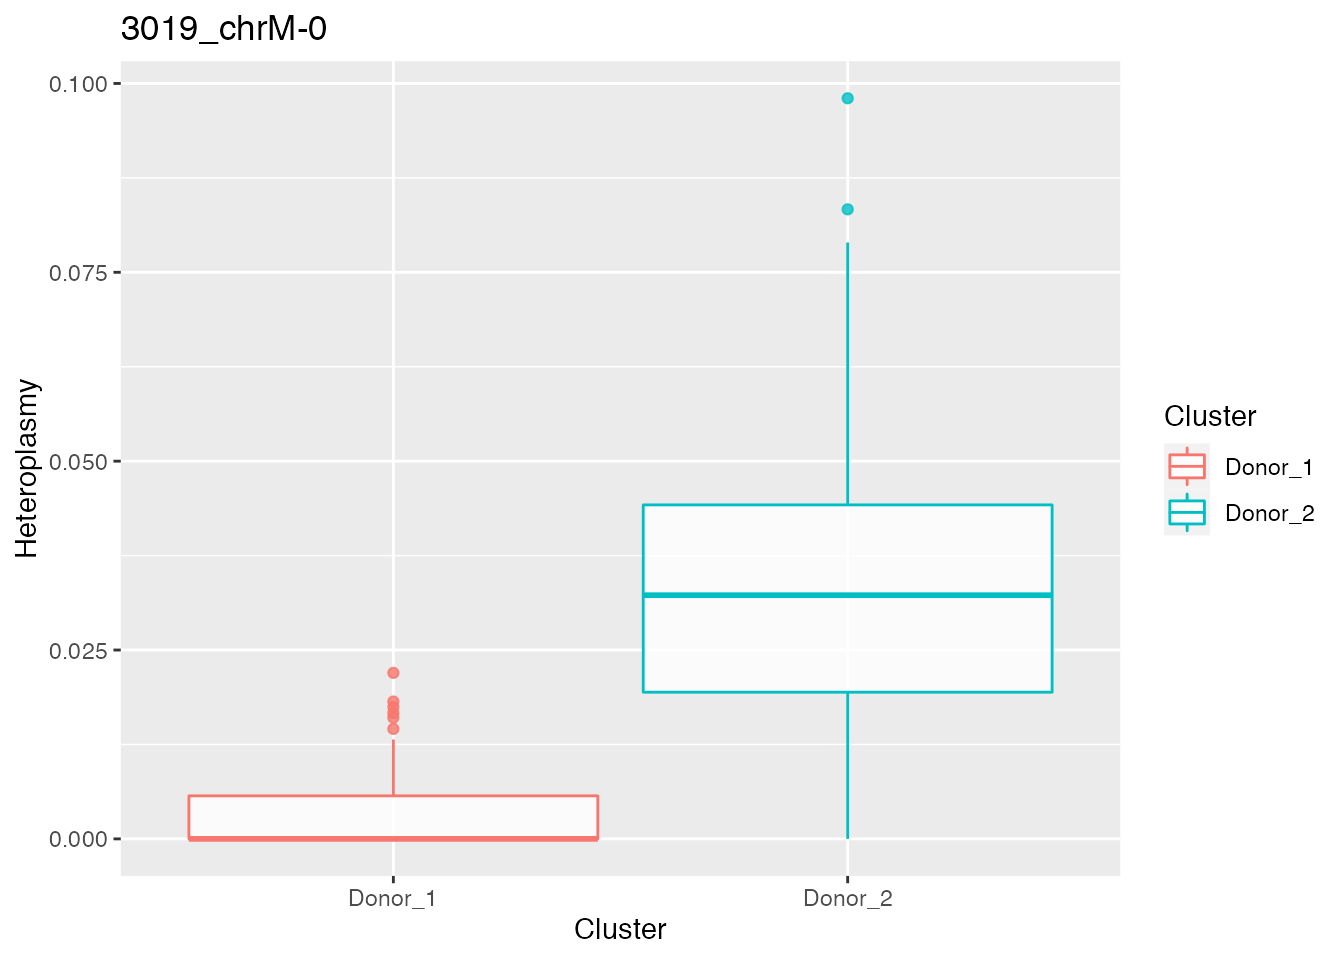 3019_chrM-0
0.100
0.075
0.050
0.025
0.000
Heteroplasmy
Donor_1
Donor_2
Cluster
Cluster
Donor_1
Donor_2